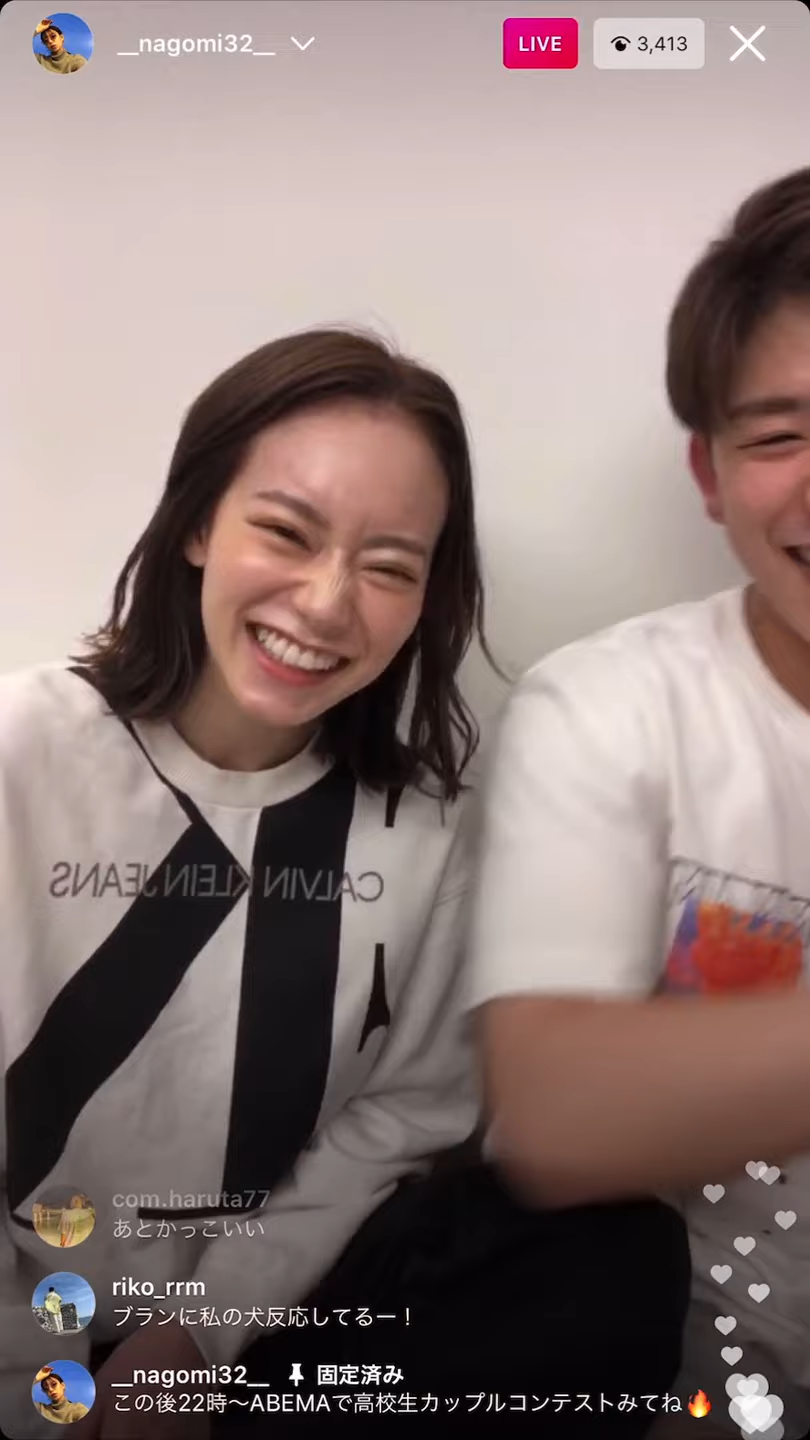 __nagomi32__
LIVE
3,413
CALVIN KLEIN JEANS
com.haruta77
あとかっこいい
riko_rrm
ブランに私の犬反応してるー！
__nagomi32__ 固定済み
この後22時〜ABEMAで高校生カップルコンテストみてね🔥